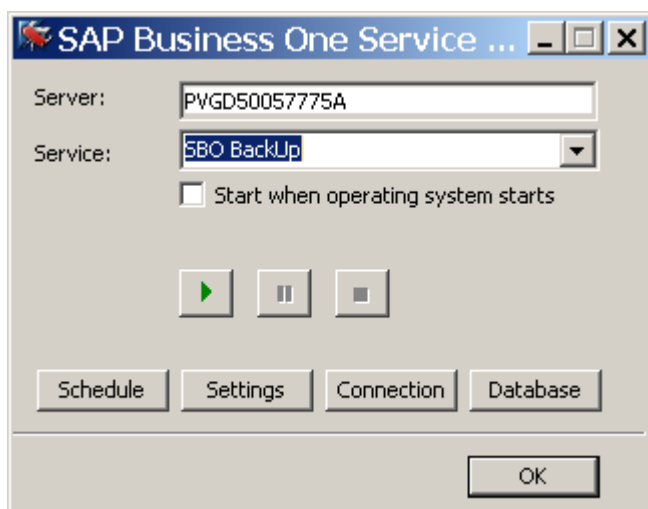 SAP Business One Service ...
Server: PVGD50057775A
Service: SBO BackUp
Start when operating system starts
Schedule Settings Connection Database
OK